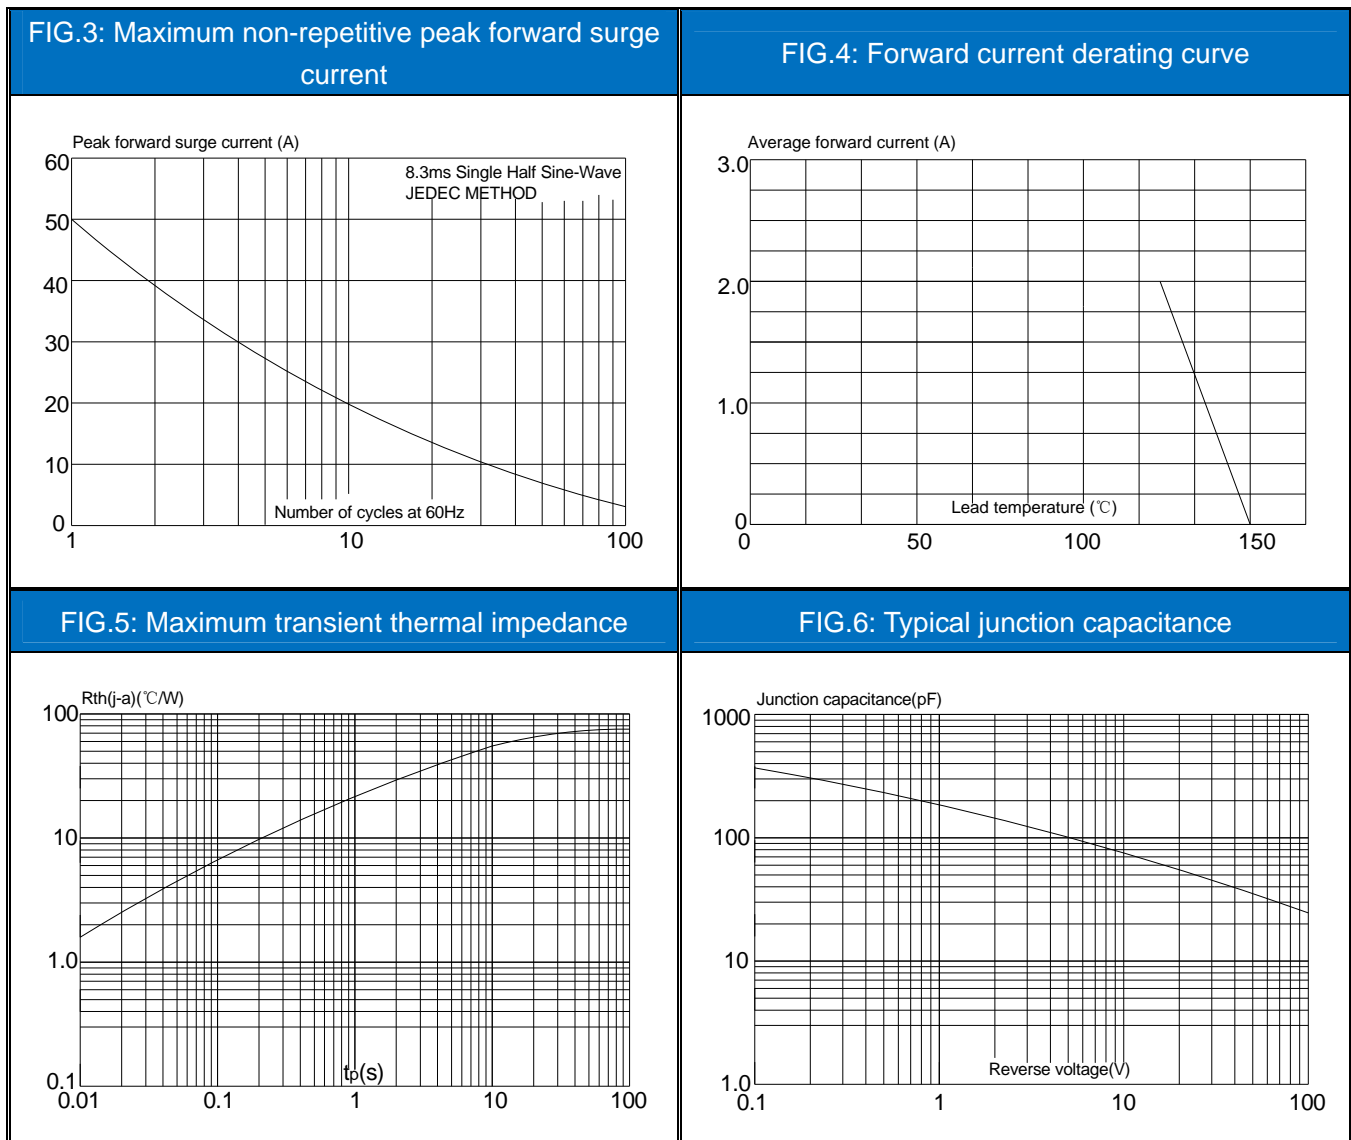 FIG.3: Maximum non-repetitive peak forward surge
current
FIG.4: Forward current derating curve
Peak forward surge current (A)
8.3ms Single Half Sine-Wave
JEDEC METHOD
60
50
40
30
20
10
0
Number of cycles at 60Hz
1 10 100
Average forward current (A)
3.0
2.0
1.0
0
Lead temperature (℃)
0 50 100 150
FIG.5: Maximum transient thermal impedance
FIG.6: Typical junction capacitance
Rth(j-a)(℃/W)
100
10
1.0
0.1
tp(s)
0.01 0.1 1 10 100
Junction capacitance(pF)
1000
100
10
1.0
Reverse voltage(V)
0.1 1 10 100